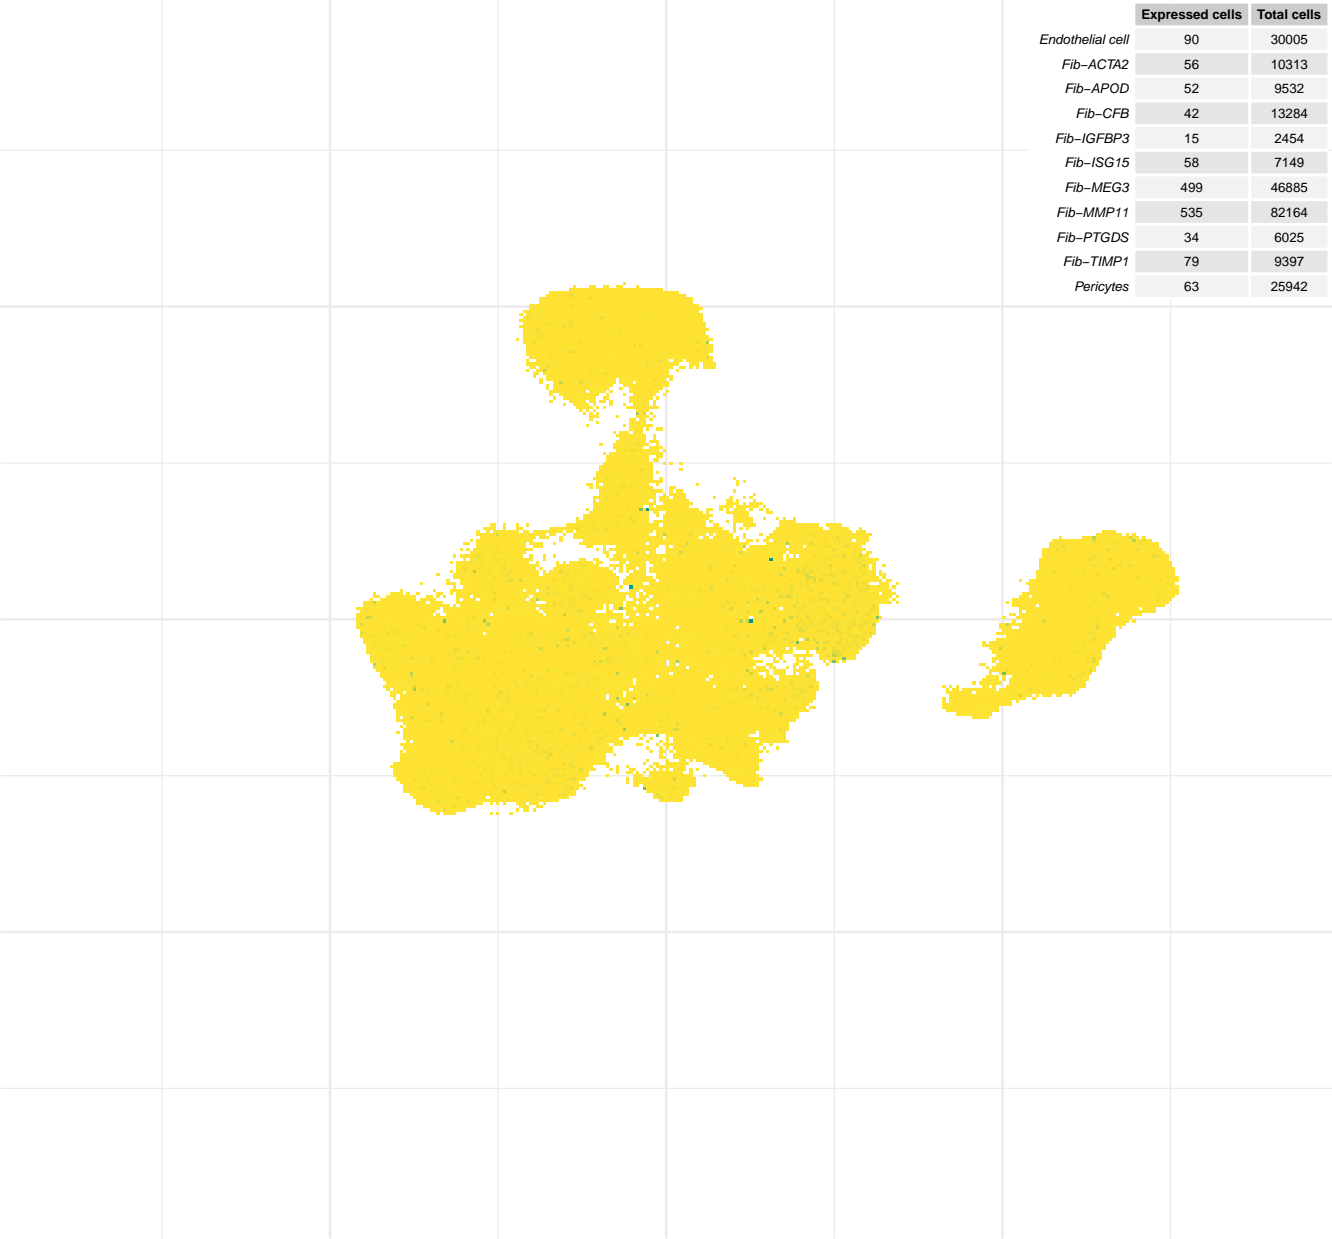 Expressed cells Total cells
Endothelial cell 90 30005
Fib−ACTA2 56 10313
Fib−APOD 52 9532
Fib−CFB 42 13284
Fib−IGFBP3 15 2454
Fib−ISG15 58 7149
Fib−MEG3 499 46885
Fib−MMP11 535 82164
Fib−PTGDS 34 6025
Fib−TIMP1 79 9397
Pericytes 63 25942